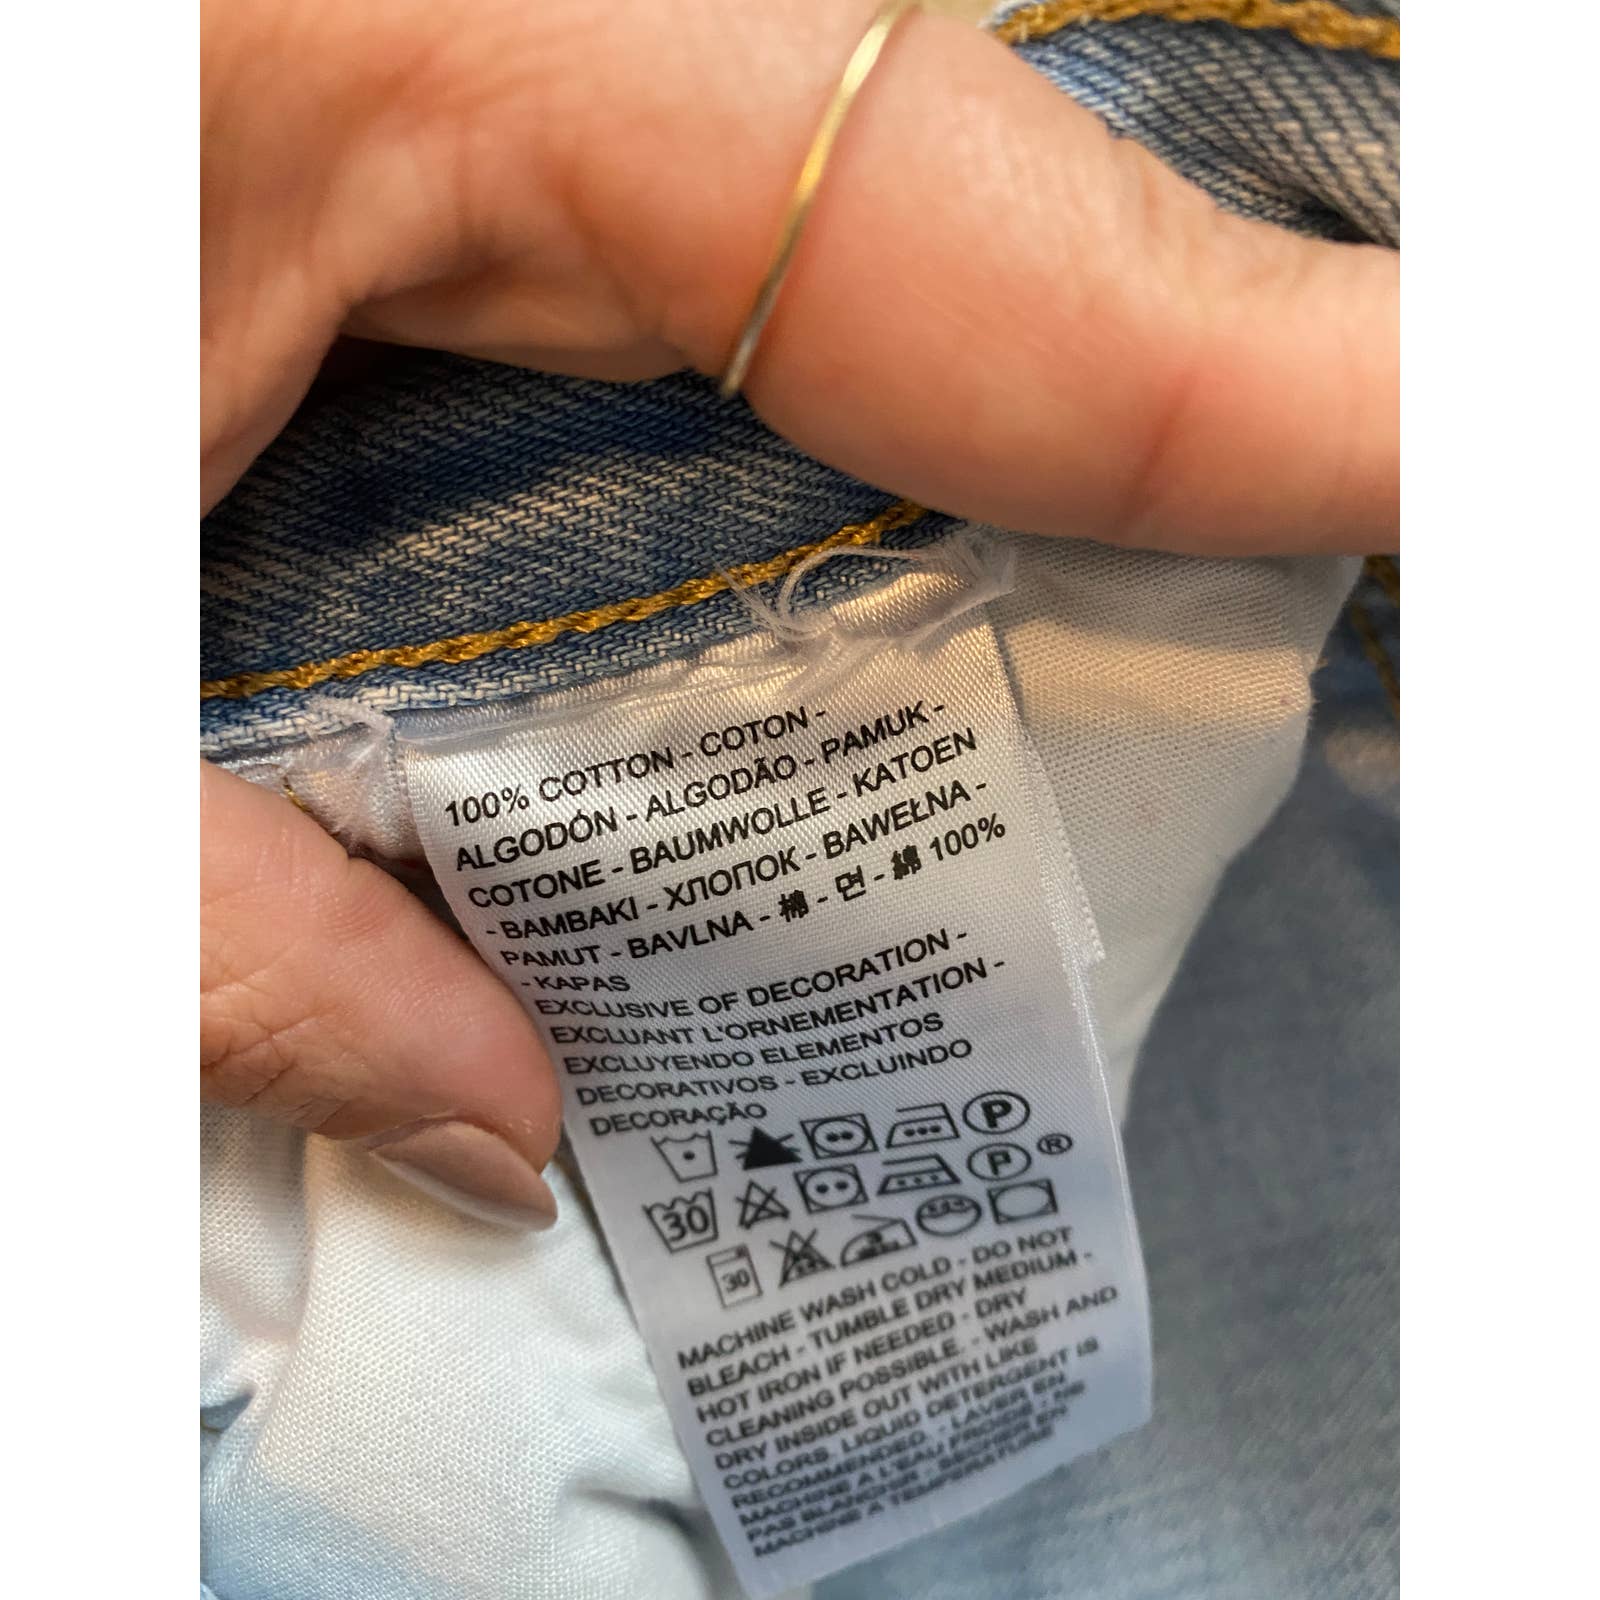 100% COTTON - COTON -
ALGODÓN - ALGODÃO - PAMUK -
COTONE - BAUMWOLLE - KATOEN
- BAMBAKI - ХЛОПОК - BAWEŁNA -
PAMUT - BAVLNA - 棉 - 면 - 綿 100%
- KAPAS
EXCLUSIVE OF DECORATION -
EXCLUANT L'ORNEMENTATION -
EXCLUYENDO ELEMENTOS
DECORATIVOS - EXCLUINDO
DECORAÇÃO
P
30 P ®
30
MACHINE WASH COLD - DO NOT
BLEACH - TUMBLE DRY MEDIUM -
HOT IRON IF NEEDED - DRY
CLEANING POSSIBLE. - WASH AND
DRY INSIDE OUT WITH LIKE
COLORS. LIQUID DETERGENT IS
RECOMMENDED. - LAVER EN
MACHINE A L'EAU FROIDE - NE
PAS BLANCHIR - SECHER EN
MACHINE A TEMPERATURE